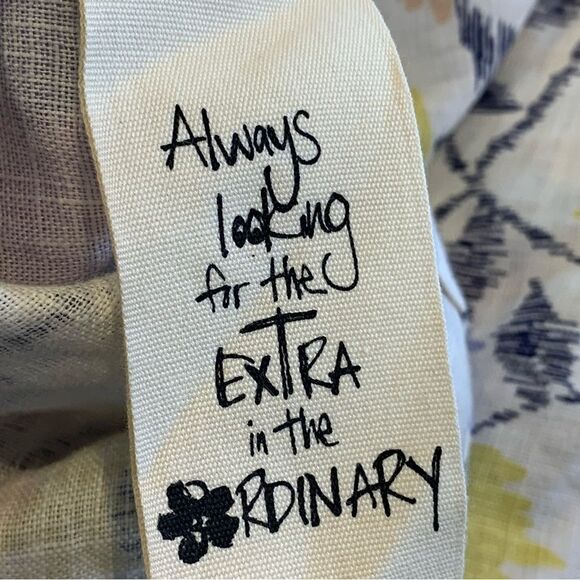 Always
looking
for the
EXTRA
in the
ORDINARY